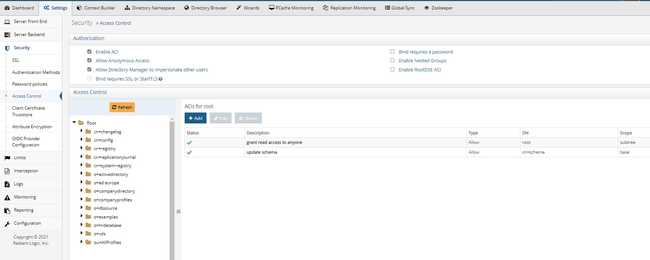 Dashboard Settings Context Builder Directory Namespace Directory Browser Wizards PCache Monitoring Replication Monitoring Global Sync Zookeeper
Server Front End
Server Backend
Security
SSL
Authentication Methods
Password policies
Access Control
Client Certificate
Truststore
Attribute Encryption
OIDC Provider
Configuration
Limits
Interception
Logs
Monitoring
Reporting
Configuration
Copyright © 2021
Radiant Logic, Inc.
Security » Access Control
Authorization
Enable ACI
Allow Anonymous Access
Allow Directory Manager to impersonate other users
Bind requires SSL or StartTLS
Bind requires a password
Enable Nested Groups
Enable RootDSE ACI
Access Control
Refresh
Root
cn=changelog
cn=config
cn=registry
cn=replicationjournal
cn=system-registry
o=activedirectory
o=ad europe
o=companydirectory
o=companyprofiles
o=examples
o=vds
ou=AllProfiles
ACIs for root
+ Add Edit Delete
Status Description Type DN Scope
grant read access to anyone Allow root subtree
update schema Allow cn=schema base